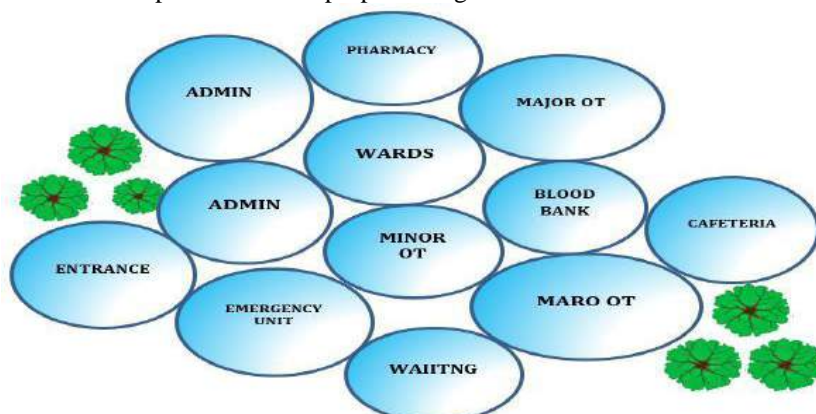 PHARMACY
ADMIN
MAJOR OT
WARDS
ADMIN
BLOOD
BANK
CAFETERIA
MINOR
OT
ENTRANCE
EMERGENCY
UNIT
MARO OT
WAIITNG